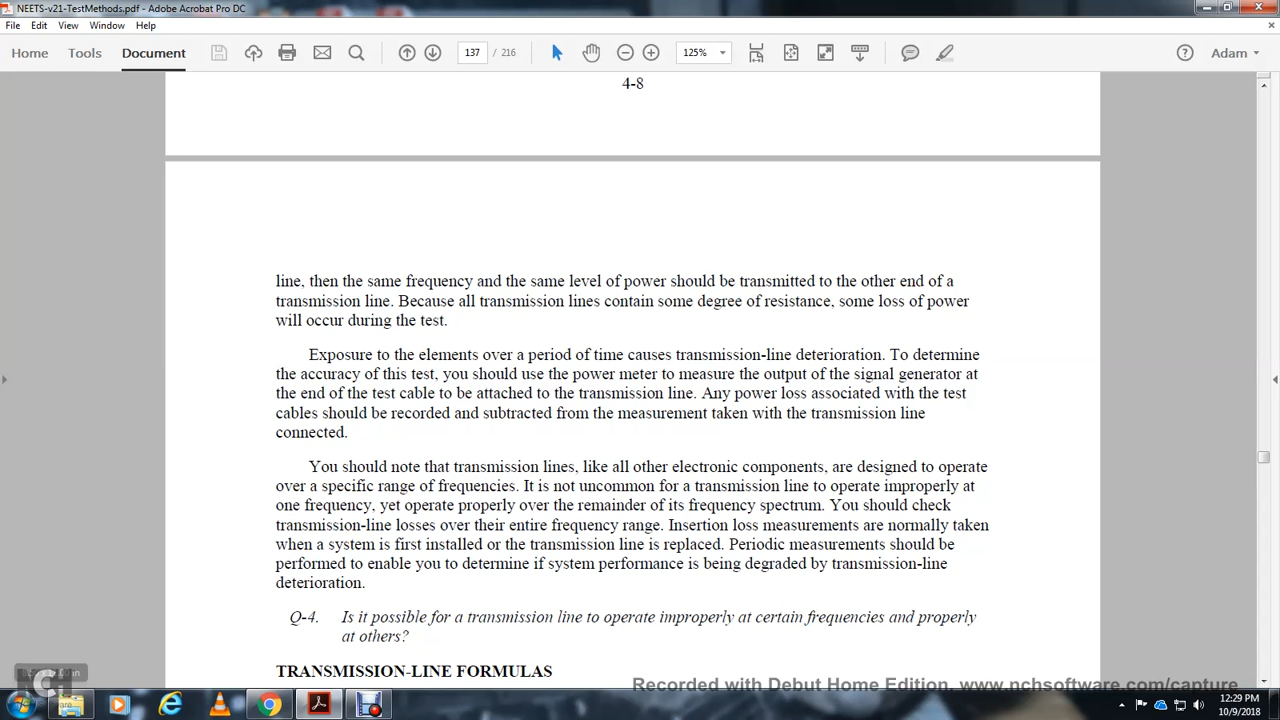 NEETS-v21-TestMethods.pdf - Adobe Acrobat Pro DC
File Edit View Window Help
Home Tools Document 137 / 216 125% Adam
4-8
line, then the same frequency and the same level of power should be transmitted to the other end of a
transmission line. Because all transmission lines contain some degree of resistance, some loss of power
will occur during the test.
Exposure to the elements over a period of time causes transmission-line deterioration. To determine
the accuracy of this test, you should use the power meter to measure the output of the signal generator at
the end of the test cable to be attached to the transmission line. Any power loss associated with the test
cables should be recorded and subtracted from the measurement taken with the transmission line
connected.
You should note that transmission lines, like all other electronic components, are designed to operate
over a specific range of frequencies. It is not uncommon for a transmission line to operate improperly at
one frequency, yet operate properly over the remainder of its frequency spectrum. You should check
transmission-line losses over their entire frequency range. Insertion loss measurements are normally taken
when a system is first installed or the transmission line is replaced. Periodic measurements should be
performed to enable you to determine if system performance is being degraded by transmission-line
deterioration.
Q-4. Is it possible for a transmission line to operate improperly at certain frequencies and properly
at others?
TRANSMISSION-LINE FORMULAS
Recorded with Debut Home Edition. www.nchsoftware.com/capture
12:29 PM
10/9/2018